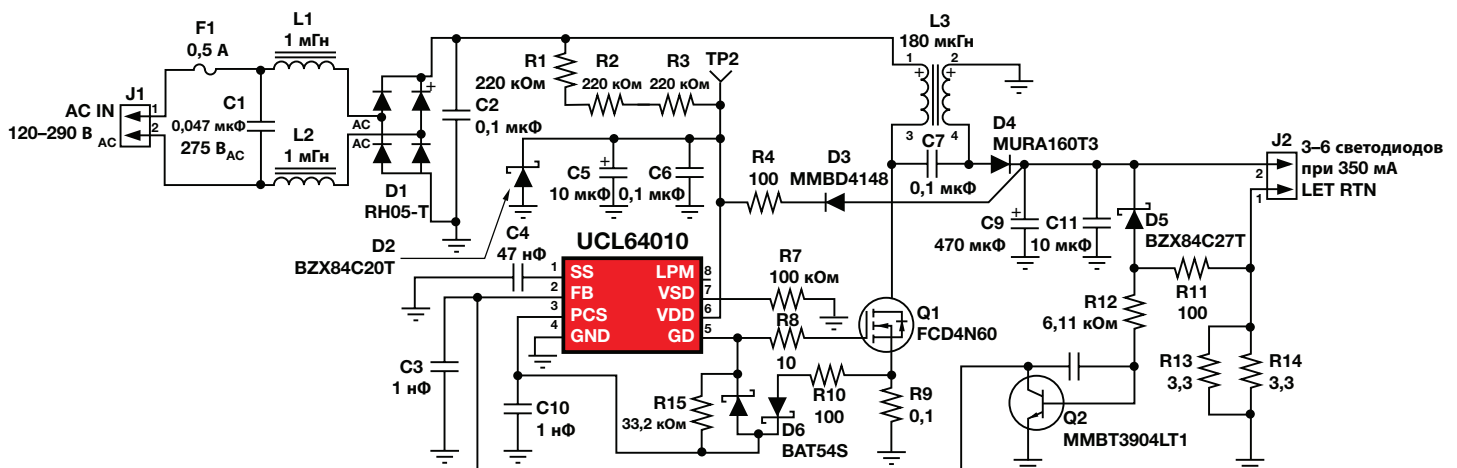 F1
0,5 А
L1
1 мГн
J1
AC IN
120–290 В AC
1
2
C1
0,047 мкФ
275 В AC
L2
1 мГн
AC
AC
+
D1
RH05-T
C2
0,1 мкФ
R1
220 кОм
R2
220 кОм
R3
220 кОм
TP2
L3
180 мкГн
1
2
+
+
3
4
C7
0,1 мкФ
D4
MURA160T3
J2
2
1
3–6 светодиодов
при 350 мА
LET RTN
D2
BZX84C20T
C5
10 мкФ
+
C6
0,1 мкФ
R4
100
D3
MMBD4148
C9
470 мкФ
+
C11
10 мкФ
D5
BZX84C27T
R11
100
R12
6,11 кОм
R13
3,3
R14
3,3
C4
47 нФ
UCL64010
1
SS
LPM
8
2
FB
VSD
7
3
PCS
VDD
6
4
GND
GD
5
R7
100 кОм
R8
10
Q1
FCD4N60
C3
1 нФ
C10
1 нФ
R15
33,2 кОм
D6
BAT54S
R10
100
R9
0,1
Q2
MMBT3904LT1